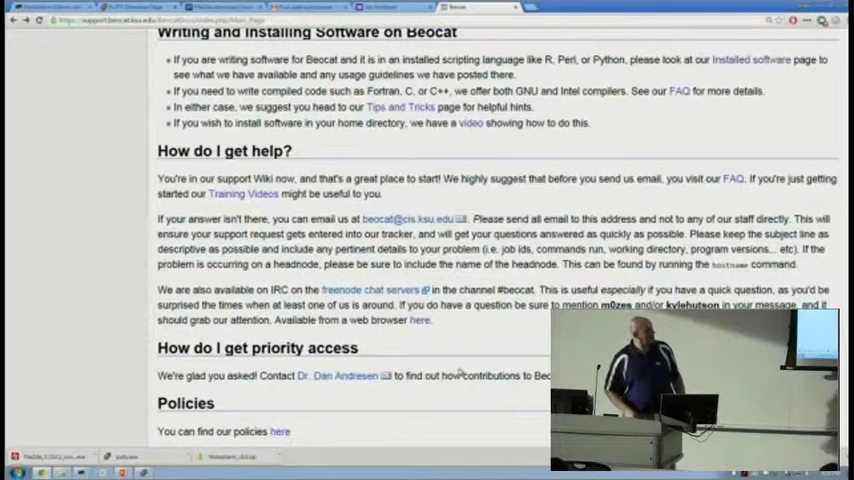 https://support.beocat.ksu.edu/BeocatDocs/index.php/Main_Page
Writing and Installing Software on Beocat
If you are writing software for Beocat and it is in an installed scripting language like R, Perl, or Python, please look at our Installed software page to
see what we have available and any usage guidelines we have posted there.
If you need to write compiled code such as Fortran, C, or C++, we offer both GNU and Intel compilers. See our FAQ for more details.
In either case, we suggest you head to our Tips and Tricks page for helpful hints.
If you wish to install software in your home directory, we have a video showing how to do this.
How do I get help?
You're in our support Wiki now, and that's a great place to start! We highly suggest that before you send us email, you visit our FAQ. If you're just getting
started our Training Videos might be useful to you.
If your answer isn't there, you can email us at beocat@cis.ksu.edu. Please send all email to this address and not to any of our staff directly. This will
ensure your support request gets entered into our tracker, and will get your questions answered as quickly as possible. Please keep the subject line as
descriptive as possible and include any pertinent details to your problem (i.e. job ids, commands run, working directory, program versions,.. etc). If the
problem is occurring on a headnode, please be sure to include the name of the headnode. This can be found by running the hostname command.
We are also available on IRC on the freenode chat servers in the channel #beocat. This is useful especially if you have a quick question, as you'd be
surprised the times when at least one of us is around. If you do have a question be sure to mention m0zes and/or kylehutson in your message, and it
should grab our attention. Available from a web browser here.
How do I get priority access
We're glad you asked! Contact Dr. Dan Andresen to find out how contributions to Beo
Policies
You can find our policies here